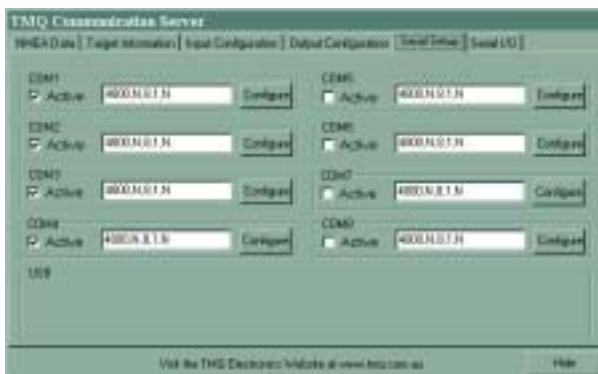 TMQ Communication Server
NMEA Data Target Information Input Configuration Output Configuration Serial Setup Serial I/O
COM1
Active 4800,N,8,1,N Configure
COM5
Active 4800,N,8,1,N Configure
COM2
Active 4800,N,8,1,N Configure
COM6
Active 4800,N,8,1,N Configure
COM3
Active 4800,N,8,1,N Configure
COM7
Active 4800,N,8,1,N Configure
COM4
Active 4800,N,8,1,N Configure
COM8
Active 4800,N,8,1,N Configure
USB
Visit the TMQ Electronics Website at www.tmq.com.au
Hide